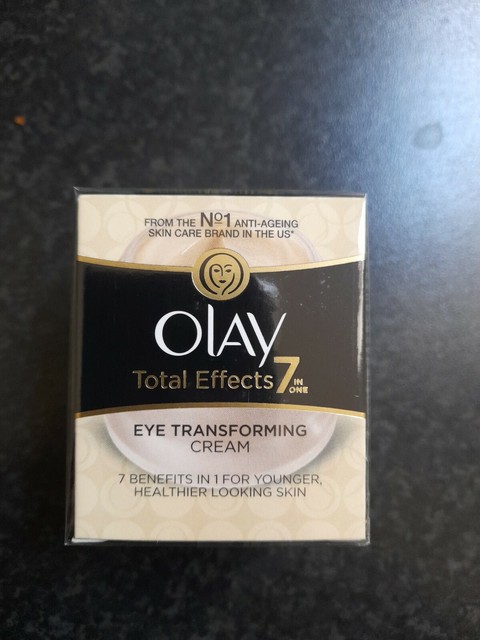 FROM THE Nº1 ANTI-AGEING
SKIN CARE BRAND IN THE US*
OLAY
Total Effects 7 IN ONE
EYE TRANSFORMING
CREAM
7 BENEFITS IN 1 FOR YOUNGER,
HEALTHIER LOOKING SKIN